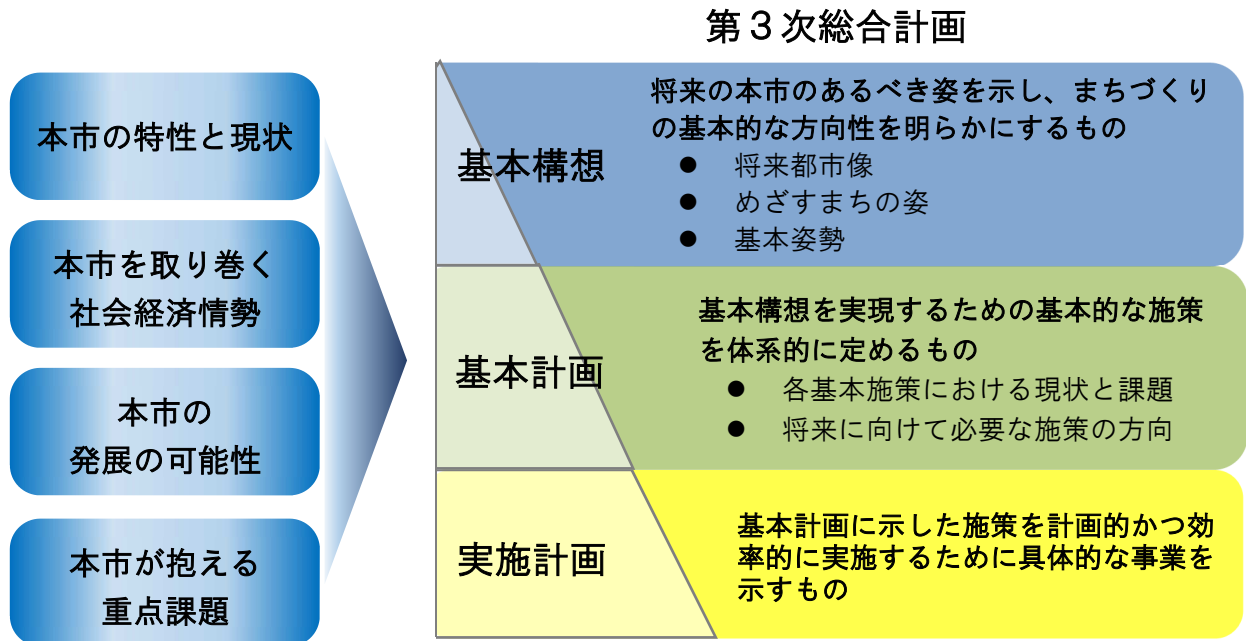 第３次総合計画
本市の特性と現状
本市を取り巻く
社会経済情勢
本市の
発展の可能性
本市が抱える
重点課題
基本構想
将来の本市のあるべき姿を示し、まちづくり
の基本的な方向性を明らかにするもの
● 将来都市像
● めざすまちの姿
● 基本姿勢
基本計画
基本構想を実現するための基本的な施策
を体系的に定めるもの
● 各基本施策における現状と課題
● 将来に向けて必要な施策の方向
実施計画
基本計画に示した施策を計画的かつ効
率的に実施するために具体的な事業を
示すもの